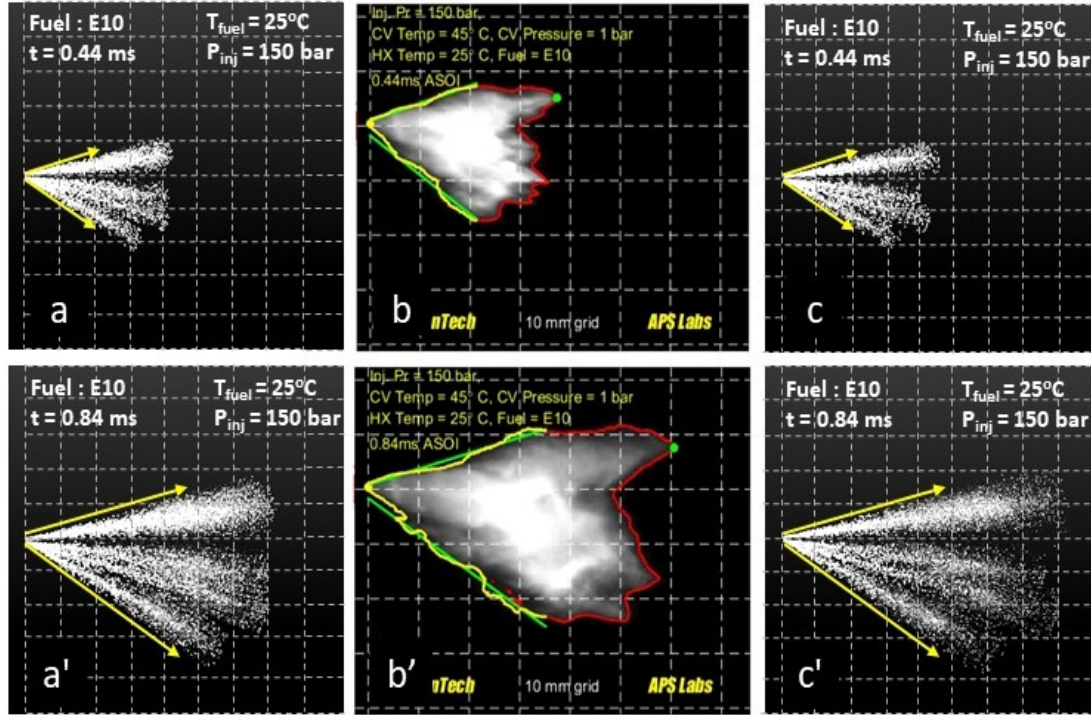 Fuel : E10
T_fuel = 25°C
t = 0.44 ms
P_inj = 150 bar
a
Inj. Pr = 150 bar,
CV Temp = 45° C, CV Pressure = 1 bar
HX Temp = 25° C, Fuel = E10
0.44ms ASOI
b
nTech
10 mm grid
APS Labs
Fuel : E10
T_fuel = 25°C
t = 0.44 ms
P_inj = 150 bar
c
Fuel : E10
T_fuel = 25°C
t = 0.84 ms
P_inj = 150 bar
a'
Inj. Pr = 150 bar,
CV Temp = 45° C, CV Pressure = 1 bar
HX Temp = 25° C, Fuel = E10
0.84ms ASOI
b’
nTech
10 mm grid
APS Labs
Fuel : E10
T_fuel = 25°C
t = 0.84 ms
P_inj = 150 bar
c'